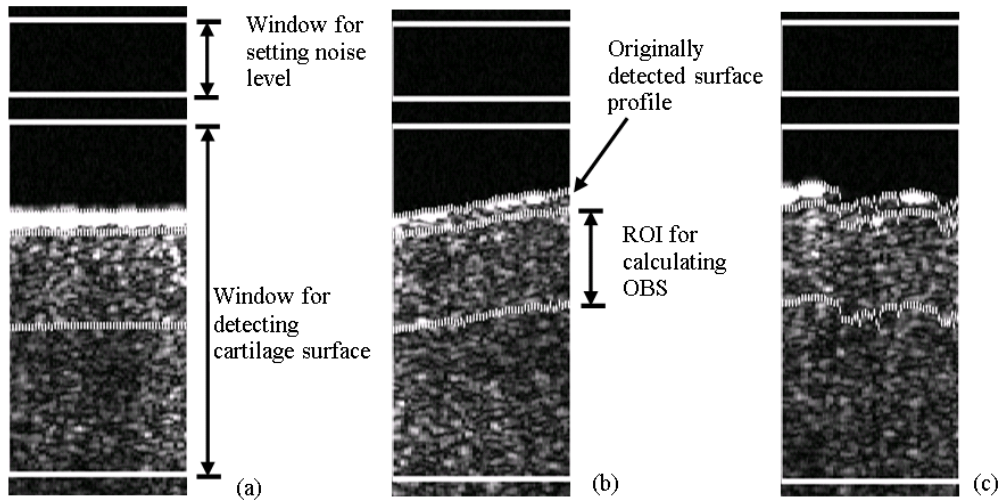 Window for
setting noise
level
Originally
detected surface
profile
ROI for
calculating
OBS
Window for
detecting
cartilage surface
(a)
(b)
(c)